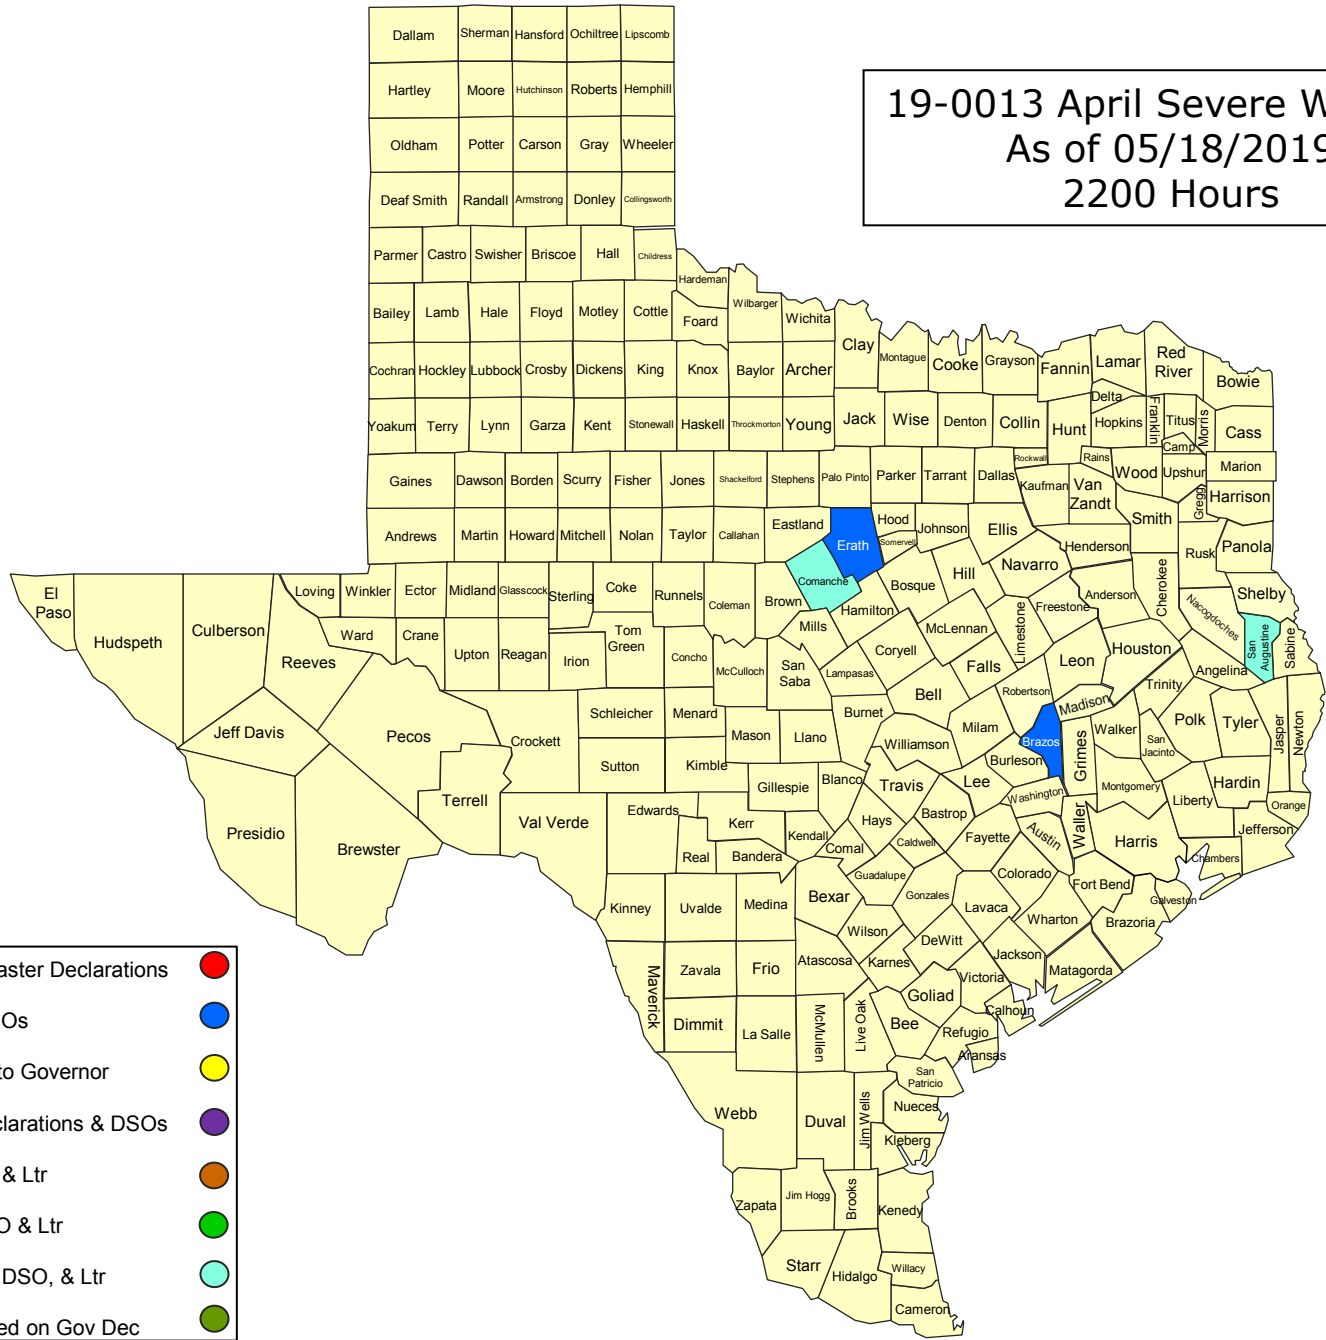 Dallam Sherman Hansford Ochiltree Lipscomb
Hartley Moore Hutchinson Roberts Hemphill
19-0013 April Severe W
As of 05/18/2019
2200 Hours
Oldham Potter Carson Gray Wheeler
Deaf Smith Randall Armstrong Donley Collingsworth
Parmer Castro Swisher Briscoe Hall Childress
Hardeman
Bailey Lamb Hale Floyd Motley Cottle Foard Wilbarger Wichita
Clay Montague Cooke Grayson Fannin Lamar Red River Bowie
Cochran Hockley Lubbock Crosby Dickens King Knox Baylor Archer
Delta
Yoakum Terry Lynn Garza Kent Stonewall Haskell Throckmorton Young Jack Wise Denton Collin Hunt Hopkins Franklin Titus Morris Cass
Camp
Rockwall Rains
Gaines Dawson Borden Scurry Fisher Jones Shackelford Stephens Palo Pinto Parker Tarrant Dallas Kaufman Van Zandt Wood Upshur Marion
Gregg Harrison
Andrews Martin Howard Mitchell Nolan Taylor Callahan Eastland Erath Hood Somervell Johnson Ellis Henderson Smith Rusk Panola
El Paso Hudspeth Culberson Loving Winkler Ector Midland Glasscock Sterling Coke Runnels Coleman Brown Comanche Hamilton Bosque Hill Navarro Freestone Anderson Cherokee Nacogdoches Shelby
Reeves Ward Crane Upton Reagan Irion Tom Green Concho McCulloch San Saba Mills Lampasas Coryell McLennan Limestone Falls Leon Houston Angelina San Augustine Sabine
Jeff Davis Pecos Crockett Schleicher Menard Mason Llano Burnet Bell Milam Robertson Madison Trinity Walker San Jacinto Polk Tyler Jasper Newton
Terrell Sutton Kimble Gillespie Blanco Williamson Travis Lee Burleson Brazos Grimes Washington Montgomery Liberty Hardin Orange
Presidio Brewster Val Verde Edwards Real Kerr Bandera Kendall Comal Hays Caldwell Bastrop Fayette Austin Waller Harris Chambers Jefferson
Kinney Uvalde Medina Bexar Guadalupe Gonzales Lavaca Colorado Wharton Fort Bend Brazoria Galveston
Maverick Zavala Frio Atascosa Wilson Karnes DeWitt Victoria Jackson Matagorda
Dimmit La Salle McMullen Live Oak Bee Goliad Refugio Calhoun Aransas
San Patricio
Webb Duval Jim Wells Nueces
Kleberg
Zapata Jim Hogg Brooks Kenedy
Starr Hidalgo Willacy
Cameron
aster Declarations
Os
to Governor
clarations & DSOs
& Ltr
O & Ltr
DSO, & Ltr
ed on Gov Dec